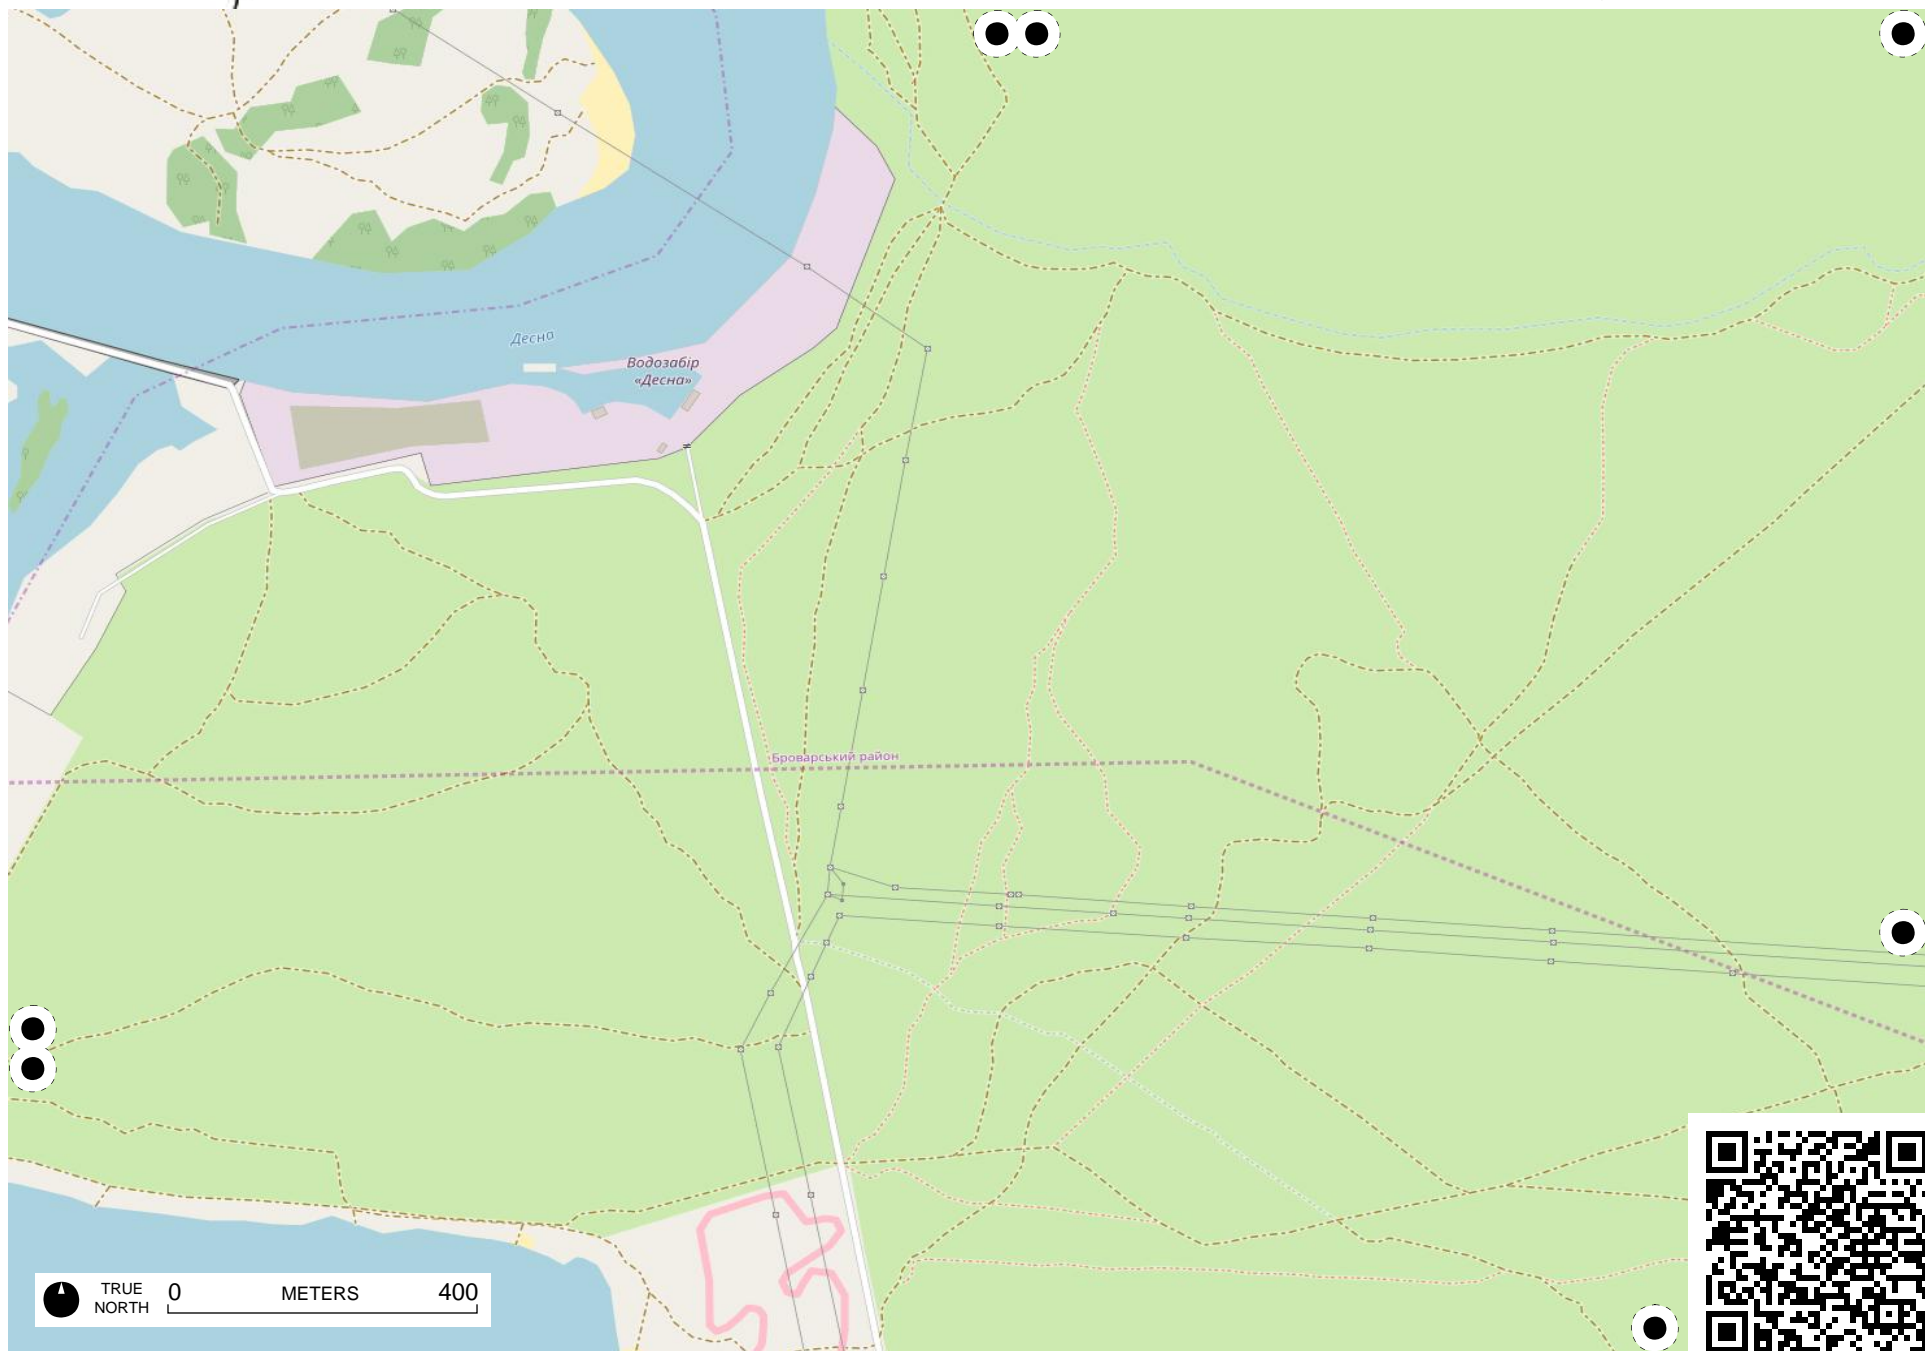 Десна
Водозабір
«Десна»
Броварський район
TRUE
NORTH
0 METERS 400